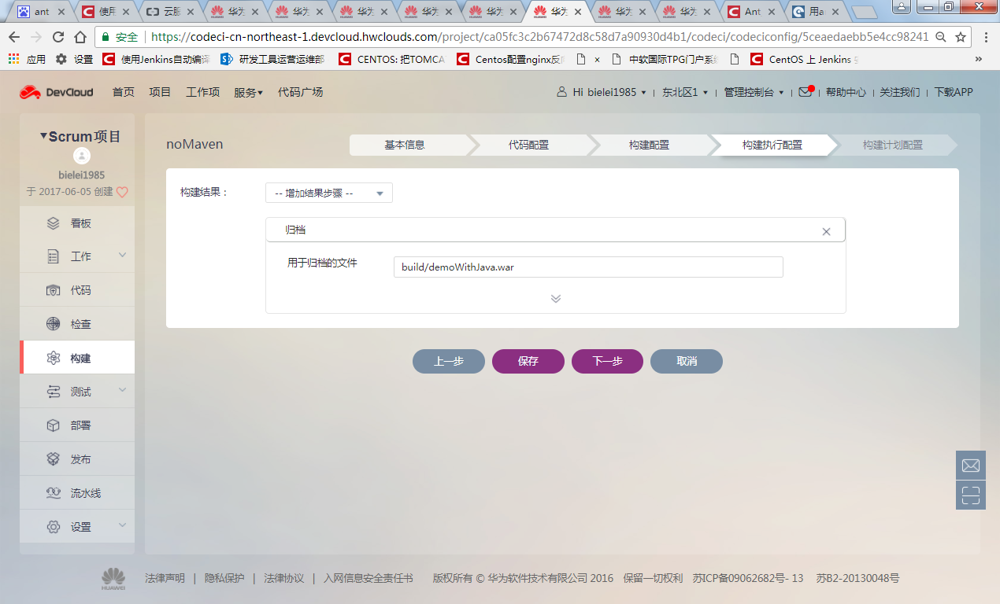 ant
使用
云服
华为
华为
华为
华为
华为
华为
华为
华为
Ant
用a
安全 https://codeci-cn-northeast-1.devcloud.hwclouds.com/project/ca05fc3c2b67472d8c58d7a90930d4b1/codeci/codeciconfig/5ceaedaebb5e4cc98241
应用 设置 使用Jenkins自动编译 研发工具运营运维部 CENTOS: 把TOMCA Centos配置nginx反 × 中软国际TPG门户系统 CentOS 上 Jenkins »
DevCloud 首页 项目 工作项 服务 代码广场 Hi bielei1985 | 东北区1 | 管理控制台 | 帮助中心 | 关注我们 | 下载APP
Scrum项目
bielei1985
于 2017-06-05 创建
看板
工作
代码
检查
构建
测试
部署
发布
流水线
设置
noMaven 基本信息 代码配置 构建配置 构建执行配置 构建计划配置
构建结果： -- 增加结果步骤 --
归档
用于归档的文件 build/demoWithJava.war
上一步 保存 下一步 取消
HUAWEI
法律声明 | 隐私保护 | 法律协议 | 入网信息安全责任书 版权所有 © 华为软件技术有限公司 2016 保留一切权利 苏ICP备09062682号- 13 苏B2-20130048号